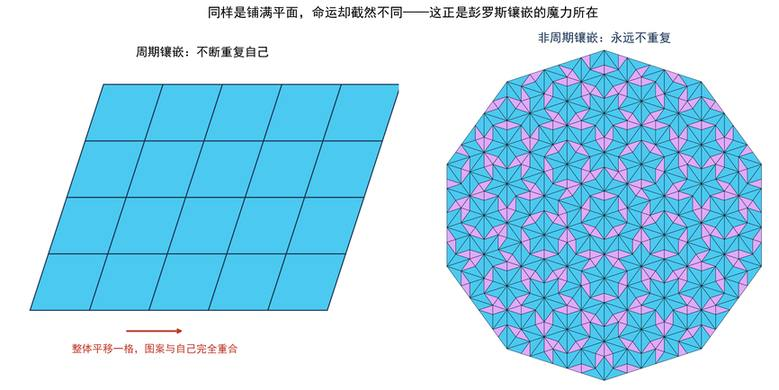 同样是铺满平面，命运却截然不同——这正是彭罗斯镶嵌的魔力所在
周期镶嵌：不断重复自己
非周期镶嵌：永远不重复
整体平移一格，图案与自己完全重合